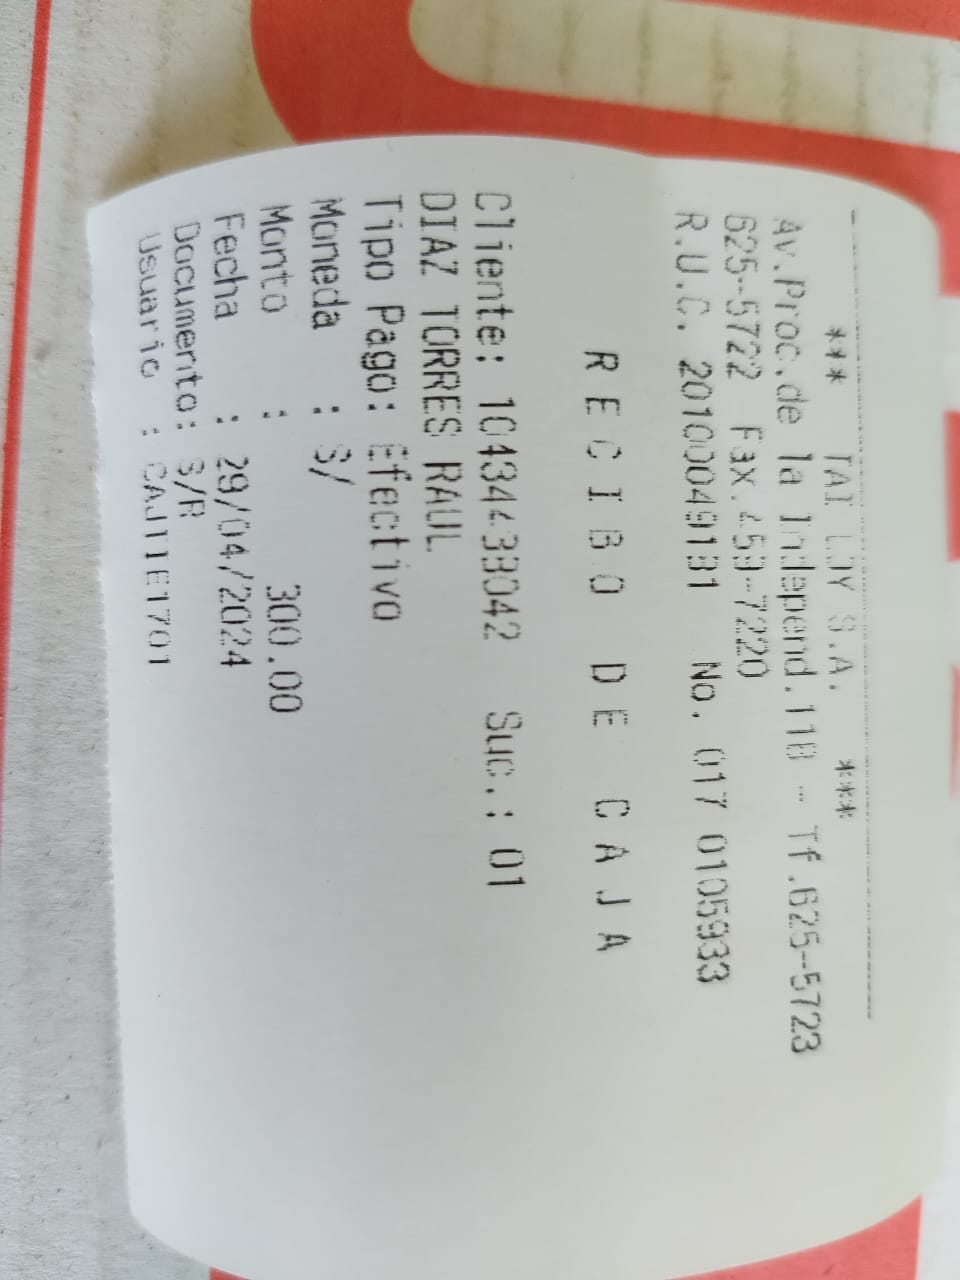 *** TAI LOY S.A. ***
Av.Proc.de la Independ.118 - Tf.625-5723
625-5722 Fax.459-7220
R.U.C. 20100049181 No. 017 0105933
R E C I B O D E C A J A
Cliente: 10434433042 Suc.: 01
DIAZ TORRES RAUL
Tipo Pago: Efectivo
Moneda : S/
Monto : 300.00
Fecha : 29/04/2024
Documento: S/R
Usuario : CAJ11E1701